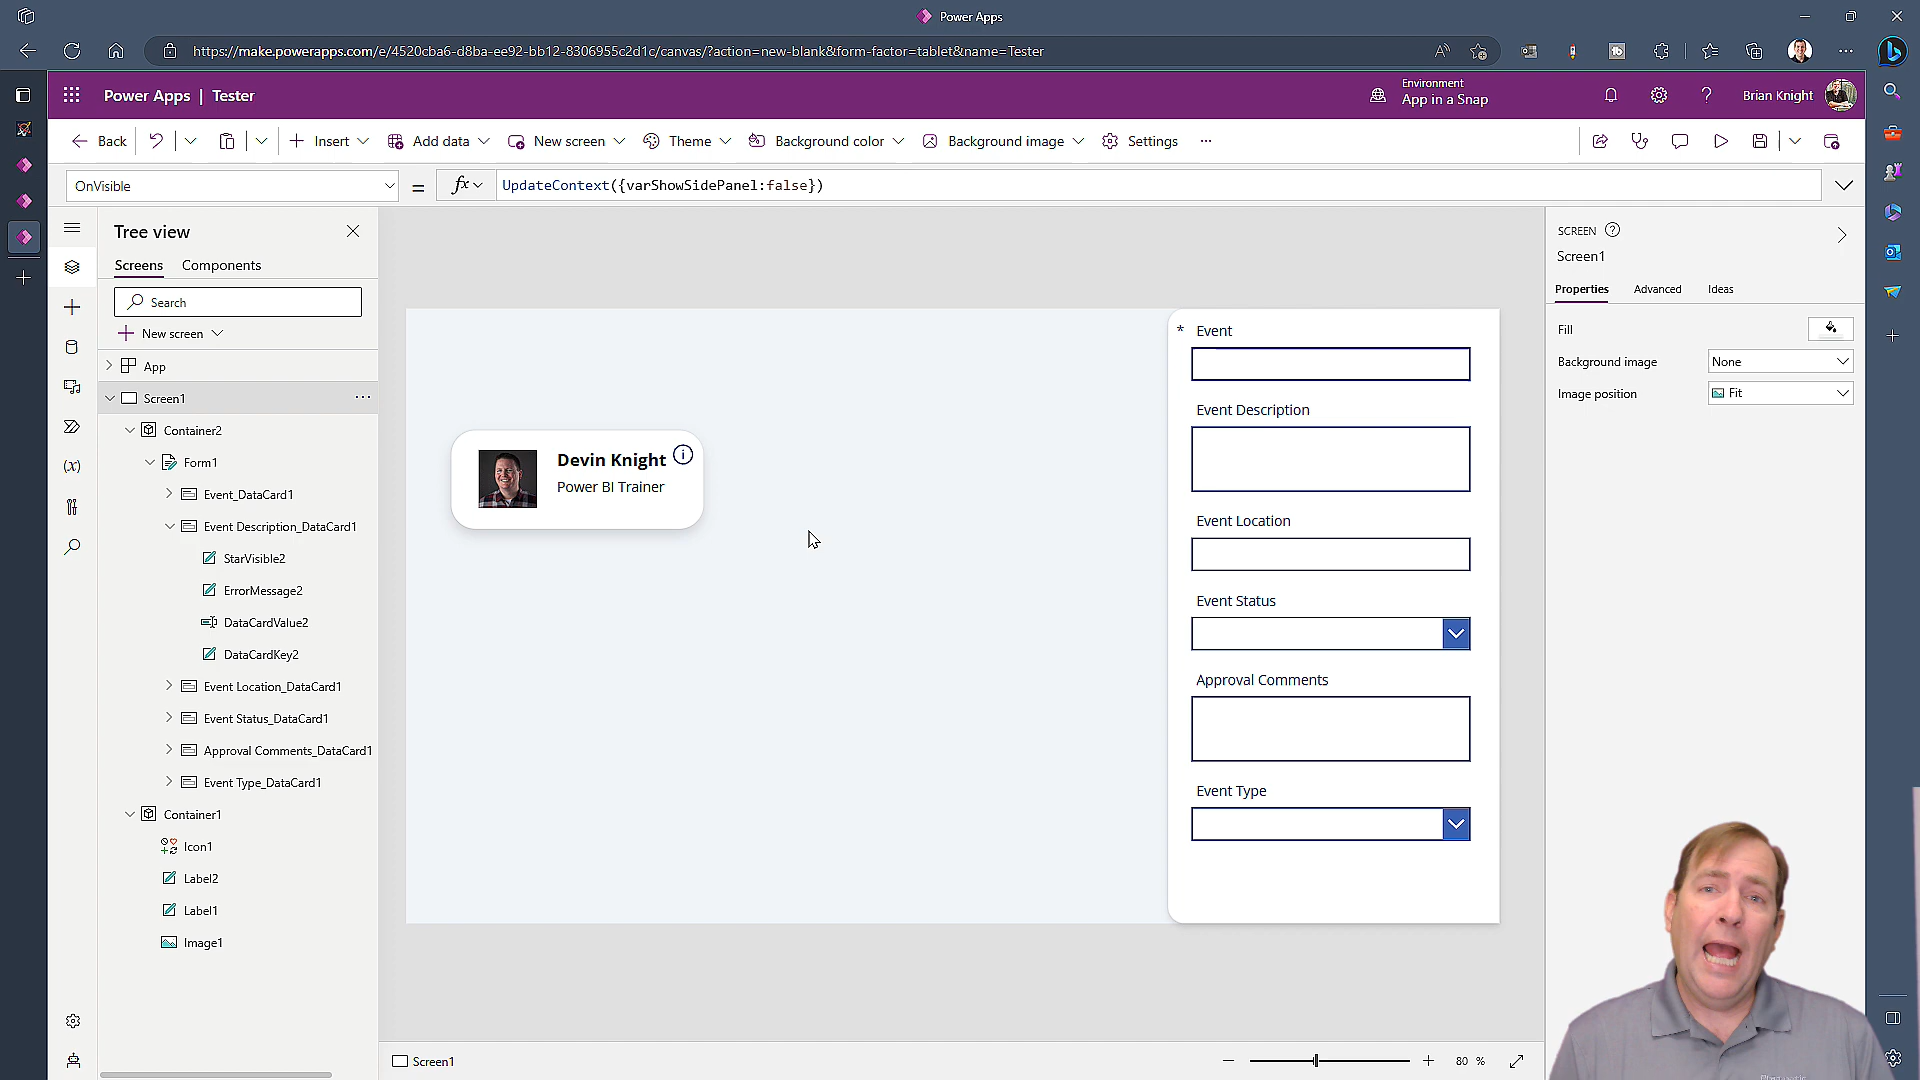 Power Apps
https://make.powerapps.com/e/4520cba6-d8ba-ee92-bb12-8306955c2d1c/canvas/?action=new-blank&form-factor=tablet&name=Tester
Power Apps | Tester
Environment
App in a Snap
Brian Knight
Back
Insert
Add data
New screen
Theme
Background color
Background image
Settings
OnVisible
= fx
UpdateContext({varShowSidePanel:false})
Tree view
Screens
Components
Search
New screen
App
Screen1
Container2
Form1
Event_DataCard1
Event Description_DataCard1
StarVisible2
ErrorMessage2
DataCardValue2
DataCardKey2
Event Location_DataCard1
Event Status_DataCard1
Approval Comments_DataCard1
Event Type_DataCard1
Container1
Icon1
Label2
Label1
Image1
Devin Knight
Power BI Trainer
* Event
Event Description
Event Location
Event Status
Approval Comments
Event Type
SCREEN
Screen1
Properties
Advanced
Ideas
Fill
Background image
None
Image position
Fit
Screen1
80 %